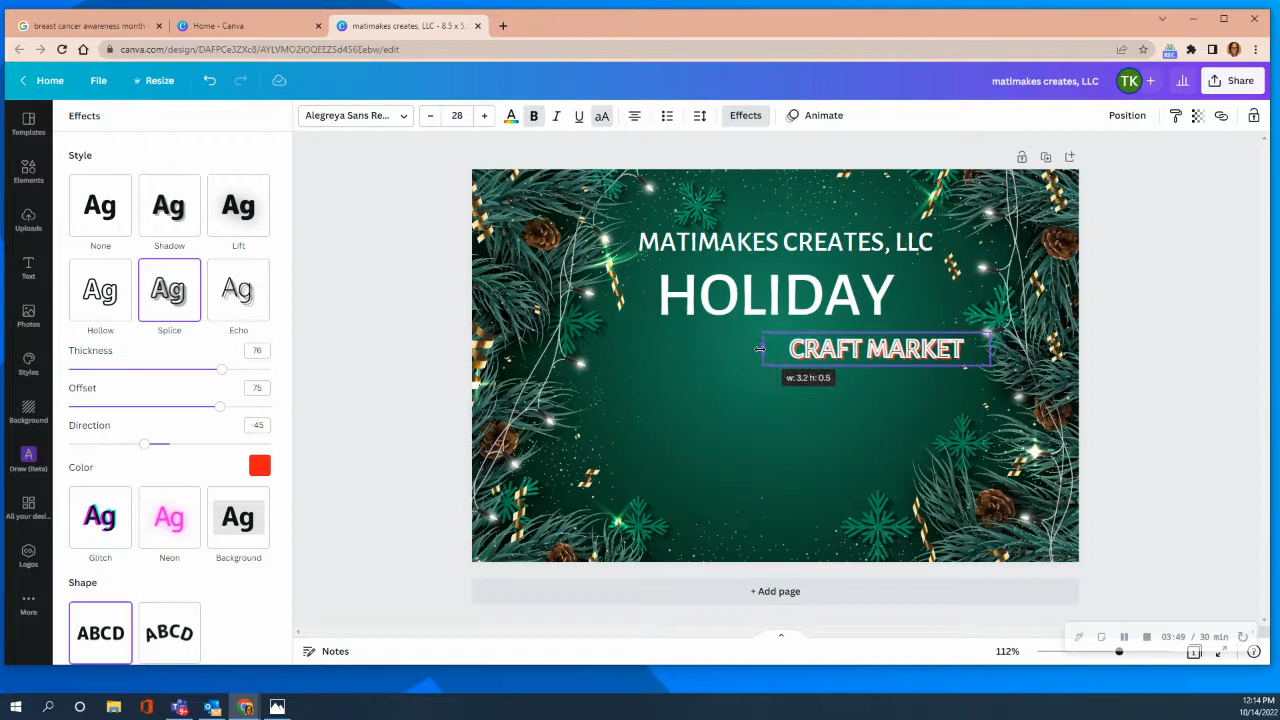 breast cancer awareness month -
Home - Canva
matimakes creates, LLC - 8.5 x 5.
canva.com/design/DAFPCe3ZXc8/AYLVMO2iOQEEZSd456Eebw/edit
REC
Home
File
Resize
matimakes creates, LLC
TK
Share
Effects
Alegreya Sans Re...
28
A
B
I
U
aA
Effects
Animate
Position
Templates
Elements
Uploads
Text
Photos
Styles
Background
Draw (Beta)
All your desi...
CO.
Logos
More
Style
Ag
Ag
Ag
None
Shadow
Lift
Ag
Ag
Ag
Hollow
Splice
Echo
Thickness
76
Offset
75
Direction
-45
Color
Ag
Ag
Ag
Glitch
Neon
Background
Shape
ABCD
ABCD
MATIMAKES CREATES, LLC
HOLIDAY
CRAFT MARKET
w: 3.2 h: 0.5
+ Add page
03:49 / 30 min
Notes
112%
1
12:14 PM
10/14/2022